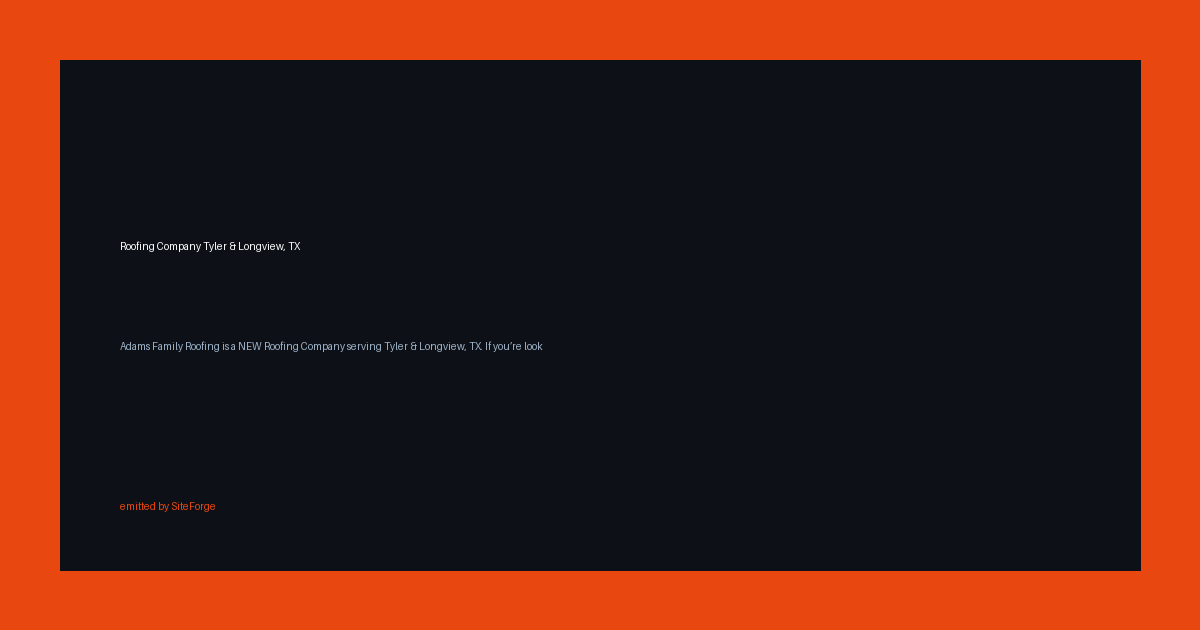 Roofing Company Tyler & Longview, TX
Adams Family Roofing is a NEW Roofing Company serving Tyler & Longview, TX. If you’re look
emitted by SiteForge